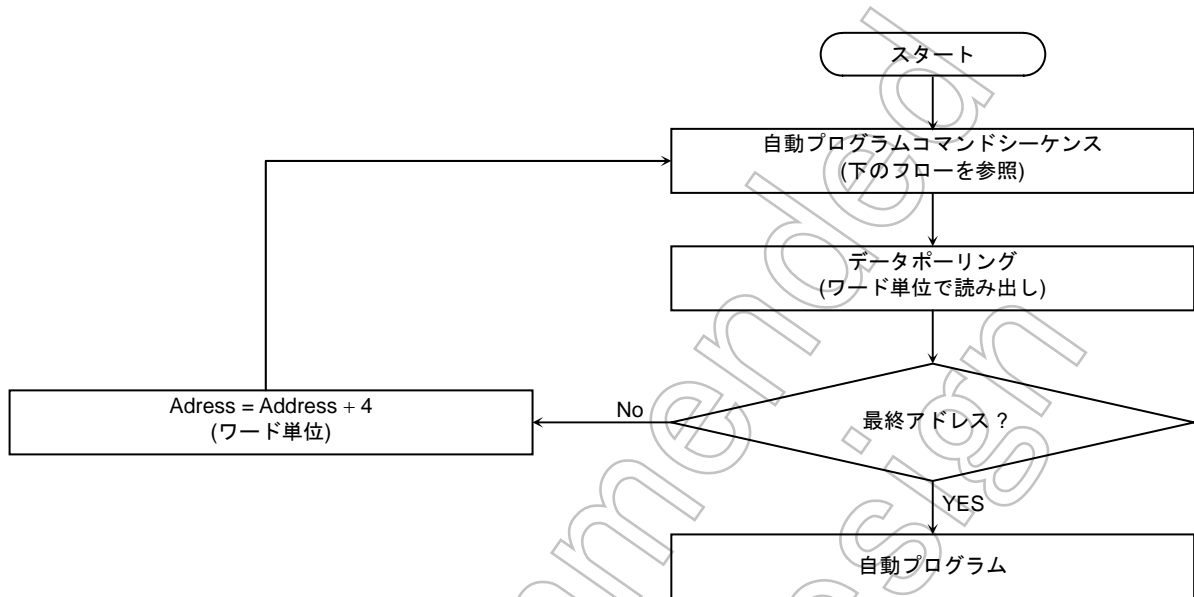 スタート
自動プログラムコマンドシーケンス
(下のフローを参照)
データポーリング
(ワード単位で読み出し)
最終アドレス ?
No
Adress = Address + 4
(ワード単位)
YES
自動プログラム
mended
esign